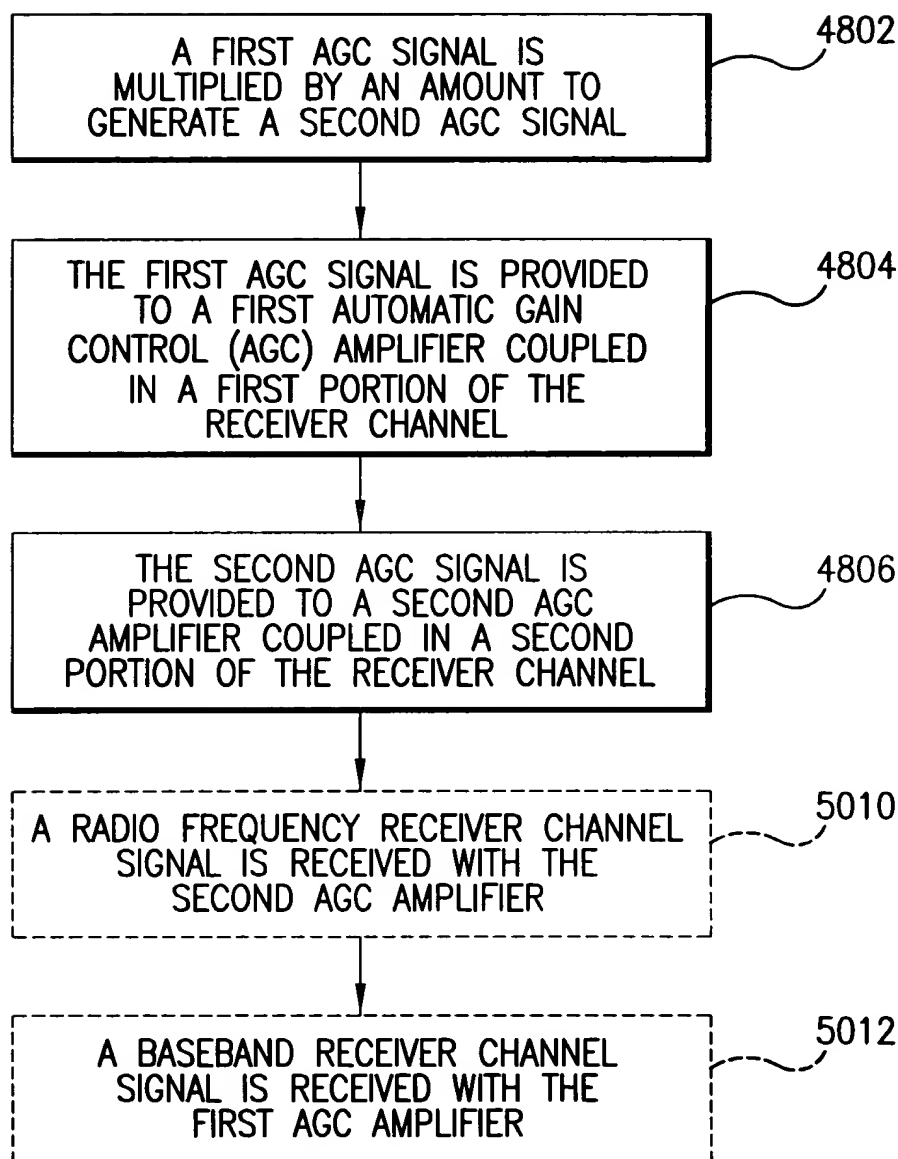 A FIRST AGC SIGNAL IS
MULTIPLIED BY AN AMOUNT TO
GENERATE A SECOND AGC SIGNAL
4802
THE FIRST AGC SIGNAL IS PROVIDED
TO A FIRST AUTOMATIC GAIN
CONTROL (AGC) AMPLIFIER COUPLED
IN A FIRST PORTION OF THE
RECEIVER CHANNEL
4804
THE SECOND AGC SIGNAL IS
PROVIDED TO A SECOND AGC
AMPLIFIER COUPLED IN A SECOND
PORTION OF THE RECEIVER CHANNEL
4806
A RADIO FREQUENCY RECEIVER CHANNEL
SIGNAL IS RECEIVED WITH THE
SECOND AGC AMPLIFIER
5010
A BASEBAND RECEIVER CHANNEL
SIGNAL IS RECEIVED WITH THE
FIRST AGC AMPLIFIER
5012